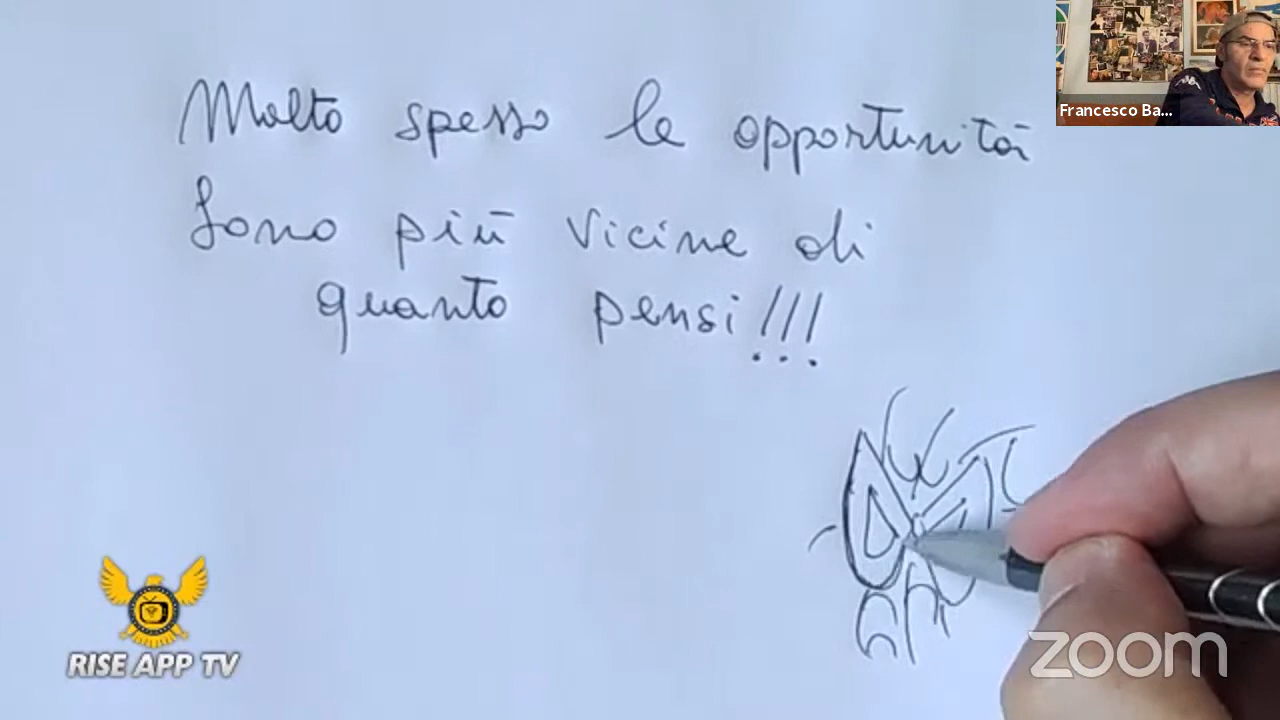 Molto spesso le opportunità
Sono più vicine di
quanto pensi!!!
Francesco Ba...
RISE APP TV
zoom